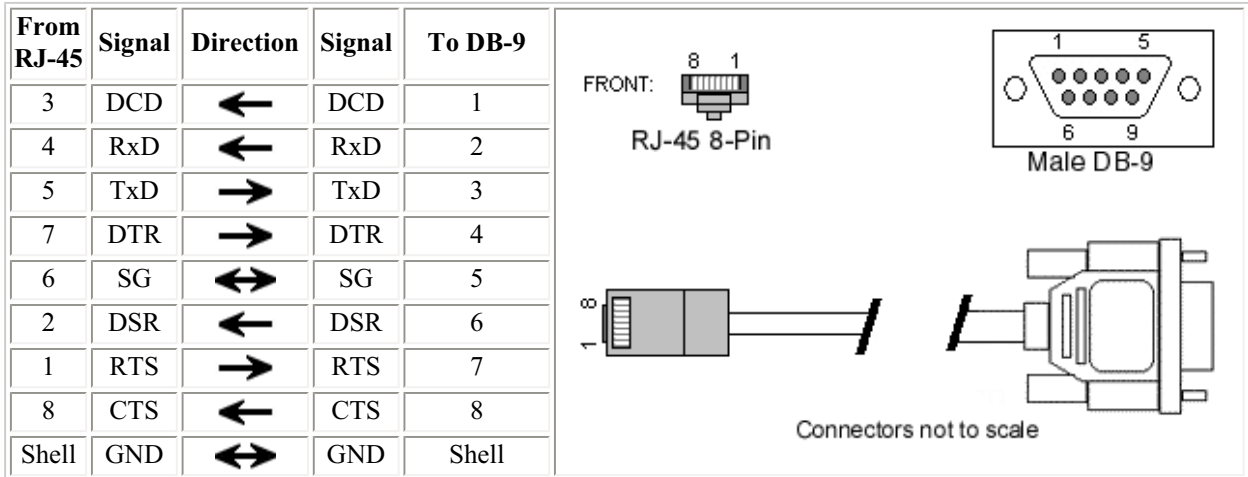 From RJ-45 Signal Direction Signal To DB-9
3 DCD DCD 1
4 RxD RxD 2
5 TxD TxD 3
7 DTR DTR 4
6 SG SG 5
2 DSR DSR 6
1 RTS RTS 7
8 CTS CTS 8
Shell GND GND Shell
8 1
FRONT:
RJ-45 8-Pin
1 5
6 9
Male DB-9
8
1
Connectors not to scale